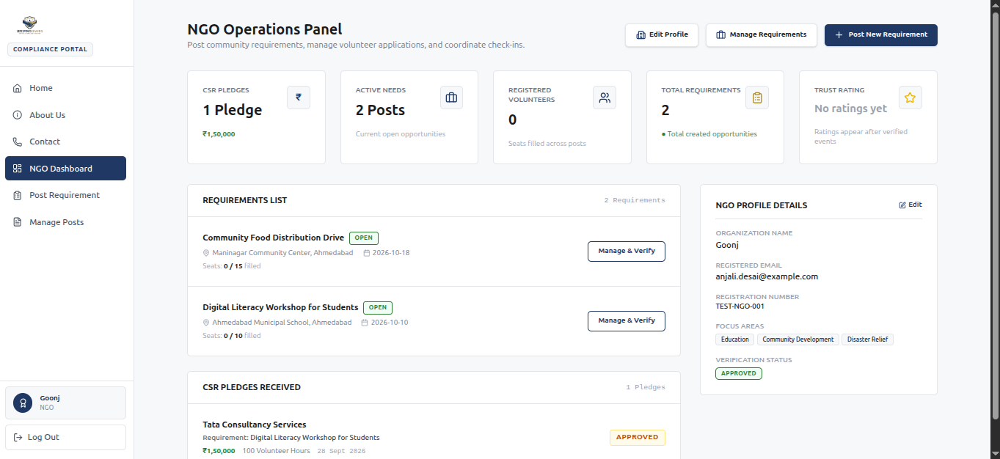 HELPING HANDS
COMPLIANCE PORTAL
Home
About Us
Contact
NGO Dashboard
Post Requirement
Manage Posts
Goonj
NGO
Log Out
NGO Operations Panel
Post community requirements, manage volunteer applications, and coordinate check-ins.
Edit Profile
Manage Requirements
Post New Requirement
CSR PLEDGES
1 Pledge
₹1,50,000
₹
ACTIVE NEEDS
2 Posts
Current open opportunities
REGISTERED
VOLUNTEERS
0
Seats filled across posts
TOTAL REQUIREMENTS
2
● Total created opportunities
TRUST RATING
No ratings yet
Ratings appear after verified
events
REQUIREMENTS LIST
2 Requirements
Community Food Distribution Drive OPEN
Maninagar Community Center, Ahmedabad 2026-10-18
Seats: 0 / 15 filled
Manage & Verify
Digital Literacy Workshop for Students OPEN
Ahmedabad Municipal School, Ahmedabad 2026-10-10
Seats: 0 / 10 filled
Manage & Verify
CSR PLEDGES RECEIVED
1 Pledges
Tata Consultancy Services
Requirement: Digital Literacy Workshop for Students
₹1,50,000 100 Volunteer Hours 28 Sept 2026
APPROVED
NGO PROFILE DETAILS
Edit
ORGANIZATION NAME
Goonj
REGISTERED EMAIL
anjali.desai@example.com
REGISTRATION NUMBER
TEST-NGO-001
FOCUS AREAS
Education Community Development Disaster Relief
VERIFICATION STATUS
APPROVED